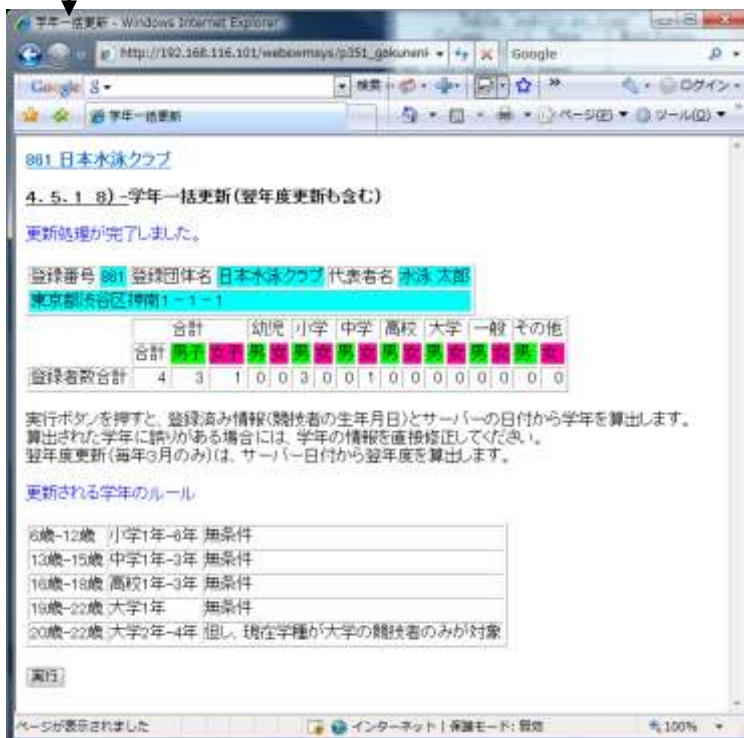 学年一括更新 - Windows Internet Explorer
http://192.168.116.101/webswmsys/p351_gakunen
Google
Google
検索
ログイン
学年一括更新
ページ(P)
ツール(O)
861 日本水泳クラブ
4.5.1 8)-学年一括更新(翌年度更新も含む)
更新処理が完了しました。
登録番号 861 登録団体名 日本水泳クラブ 代表者名 水泳 太郎
東京都渋谷区神南1-1-1
合計 幼児 小学 中学 高校 大学 一般 その他
合計 男子 女子 男 女 男 女 男 女 男 女 男 女 男 女 男 女
登録者数合計 4 3 1 0 0 3 0 0 1 0 0 0 0 0 0 0 0
実行ボタンを押すと、登録済み情報(競技者の生年月日)とサーバーの日付から学年を算出します。
算出された学年に誤りがある場合には、学年の情報を直接修正してください。
翌年度更新(毎年3月のみ)は、サーバー日付から翌年度を算出します。
更新される学年のルール
6歳-12歳 小学1年-6年 無条件
13歳-15歳 中学1年-3年 無条件
16歳-18歳 高校1年-3年 無条件
19歳-22歳 大学1年 無条件
20歳-22歳 大学2年-4年 但し、現在学種が大学の競技者のみが対象
実行
ページが表示されました
インターネット | 保護モード: 無効
100%